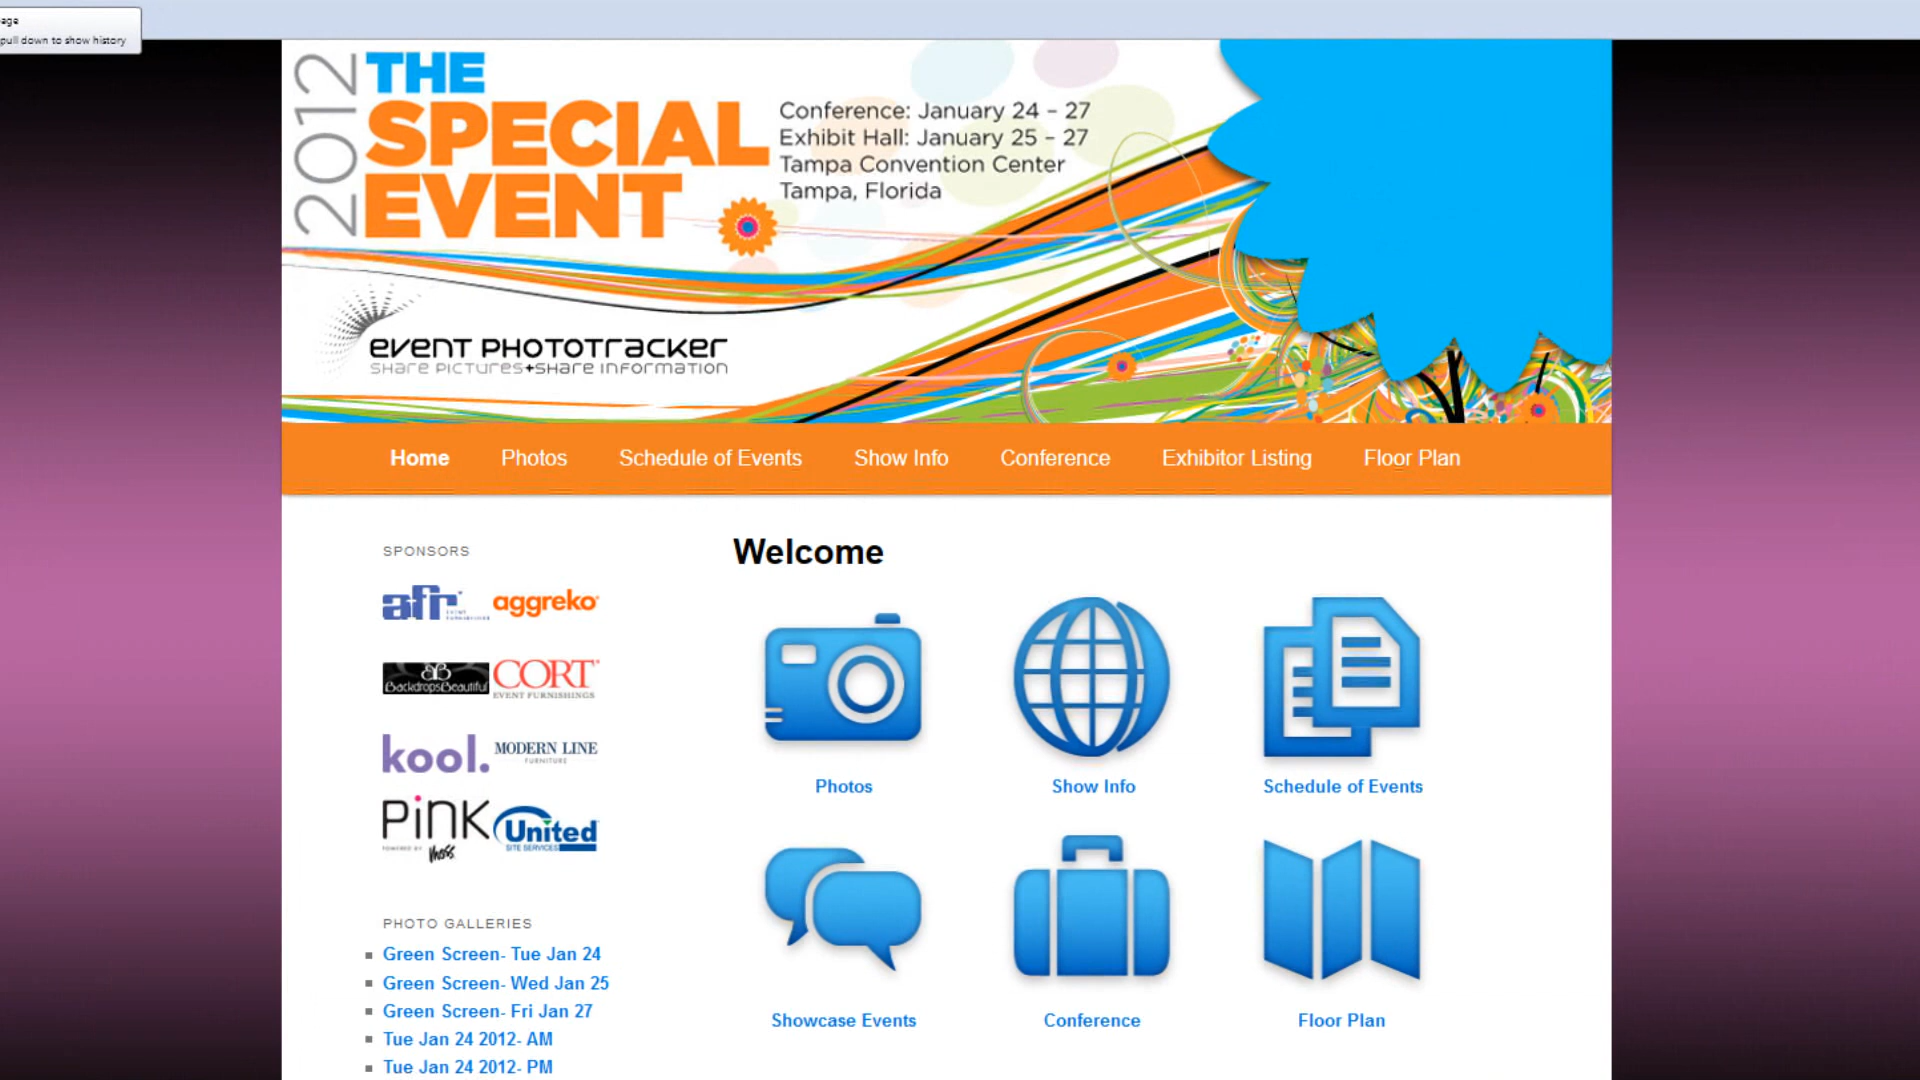 age
pull down to show history
2012
THE
SPECIAL
EVENT
Conference: January 24 – 27
Exhibit Hall: January 25 – 27
Tampa Convention Center
Tampa, Florida
EVENT PHOTOTRACKER
SHARE PICTURES+SHARE INFORMATION
Home Photos Schedule of Events Show Info Conference Exhibitor Listing Floor Plan
SPONSORS
Welcome
afr aggreko
BackdropsBeautiful CORT
EVENT FURNISHINGS
kool. MODERN LINE
FURNITURE
PINK United
POWERED BY Moss SITE SERVICES
Photos Show Info Schedule of Events
PHOTO GALLERIES
Green Screen- Tue Jan 24
Green Screen- Wed Jan 25
Green Screen- Fri Jan 27
Tue Jan 24 2012- AM
Tue Jan 24 2012- PM
Showcase Events Conference Floor Plan